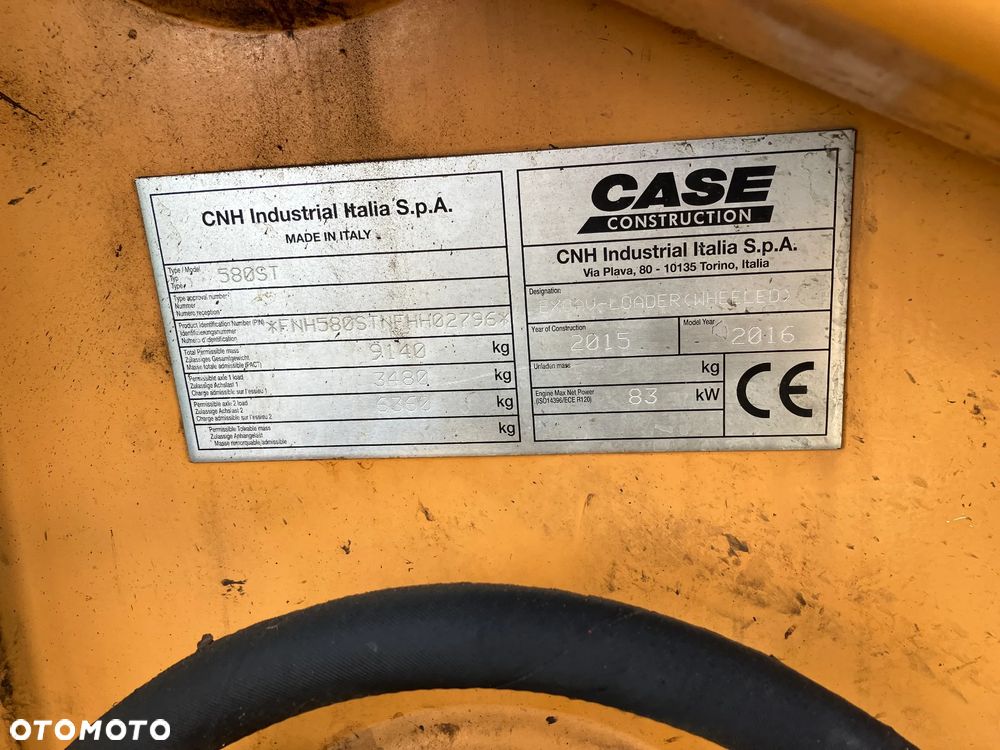 CNH Industrial Italia S.p.A.
MADE IN ITALY
Type / Model
Typ
Type
580ST
Type approval number
Nummer
Numero reception
Product Identification Number (PIN)
Identifizierungsnummer
Numero d'identification
*FNH580STNFHH02796*
Total Permissible mass
Zulässiges Gesamtgewicht
Masse totale admissible (PACT)
9140 kg
Permissible axle 1 load
Zulässige Achslast 1
Charge admissible sur l'essieu 1
3480 kg
Permissible axle 2 load
Zulässige Achslast 2
Charge admissible sur l'essieu 2
kg
Permissible Towable mass
Zulässige Anhängelast
Masse remorquable admissible
kg
CASE
CONSTRUCTION
CNH Industrial Italia S.p.A.
Via Plava, 80 - 10135 Torino, Italia
Designation
EXCAV-LOADER(WHEELED)
Year of Construction
2015
Model Year
2016
Unladen mass
kg
Engine Max Net Power
(ISO14396/ECE R120)
83 kW
CE
OTOMOTO